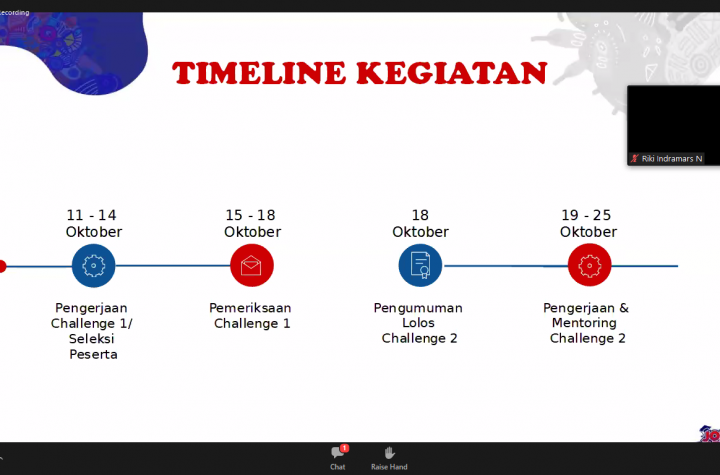 Recording
TIMELINE KEGIATAN
Riki Indramars N
11 - 14
Oktober
15 - 18
Oktober
18
Oktober
19 - 25
Oktober
Pengerjaan
Challenge 1/
Seleksi
Peserta
Pemeriksaan
Challenge 1
Pengumuman
Lolos
Challenge 2
Pengerjaan &
Mentoring
Challenge 2
1
Chat
Raise Hand